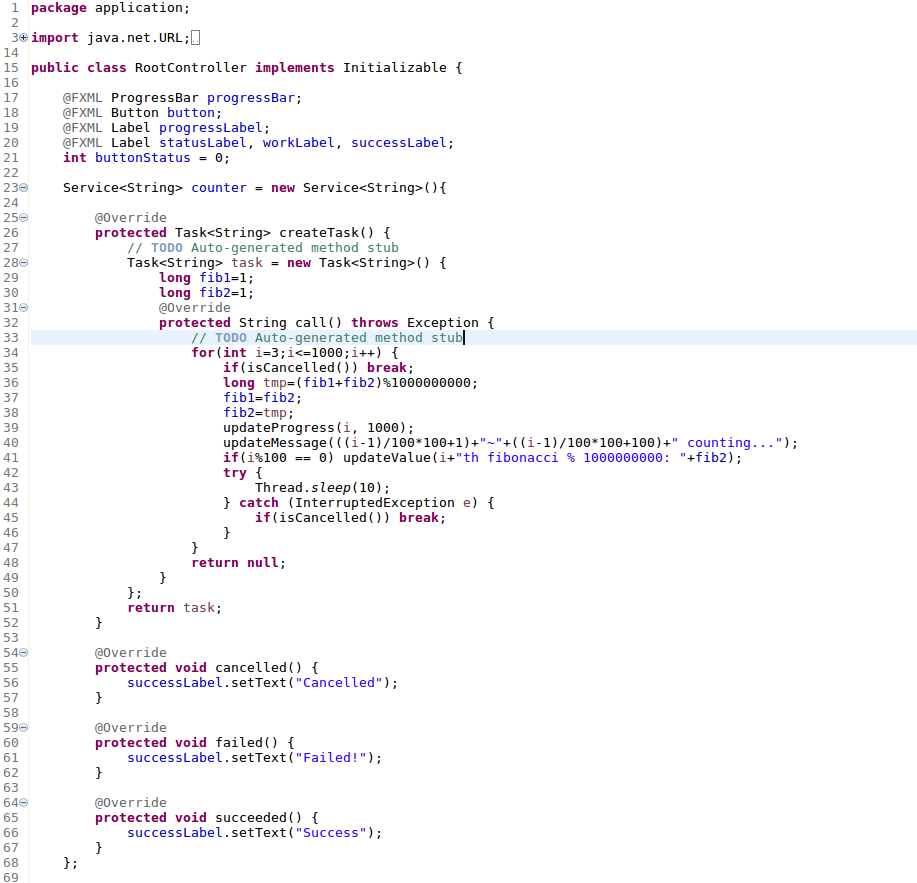 1 package application;
2
3 import java.net.URL;
14
15 public class RootController implements Initializable {
16
17     @FXML ProgressBar progressBar;
18     @FXML Button button;
19     @FXML Label progressLabel;
20     @FXML Label statusLabel, workLabel, successLabel;
21     int buttonStatus = 0;
22
23     Service<String> counter = new Service<String>(){
24
25         @Override
26         protected Task<String> createTask() {
27             // TODO Auto-generated method stub
28             Task<String> task = new Task<String>() {
29                 long fib1=1;
30                 long fib2=1;
31                 @Override
32                 protected String call() throws Exception {
33                     // TODO Auto-generated method stub
34                     for(int i=3;i<=1000;i++) {
35                         if(isCancelled()) break;
36                         long tmp=(fib1+fib2)%1000000000;
37                         fib1=fib2;
38                         fib2=tmp;
39                         updateProgress(i, 1000);
40                         updateMessage(((i-1)/100*100+1)+"~"+((i-1)/100*100+100)+" counting...");
41                         if(i%100 == 0) updateValue(i+"th fibonacci % 1000000000: "+fib2);
42                         try {
43                             Thread.sleep(10);
44                         } catch (InterruptedException e) {
45                             if(isCancelled()) break;
46                         }
47                     }
48                     return null;
49                 }
50             };
51             return task;
52         }
53
54         @Override
55         protected void cancelled() {
56             successLabel.setText("Cancelled");
57         }
58
59         @Override
60         protected void failed() {
61             successLabel.setText("Failed!");
62         }
63
64         @Override
65         protected void succeeded() {
66             successLabel.setText("Success");
67         }
68     };
69